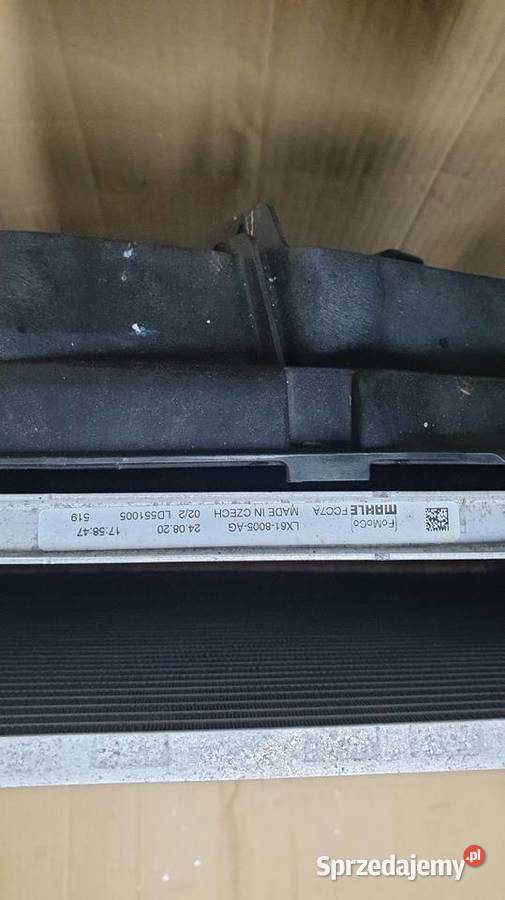 FoMoCo LX61-8005-AG 24.08.20 17:58:47
MAHLE FCC7A MADE IN CZECH 02/2 LD551005 519
Sprzedajemy.pl